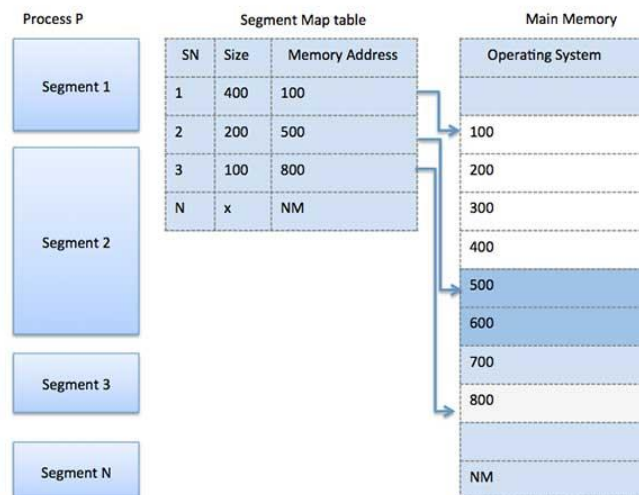 Process P
Segment 1
Segment 2
Segment 3
Segment N
Segment Map table
SN Size Memory Address
1 400 100
2 200 500
3 100 800
N x NM
Main Memory
Operating System
100
200
300
400
500
600
700
800
NM